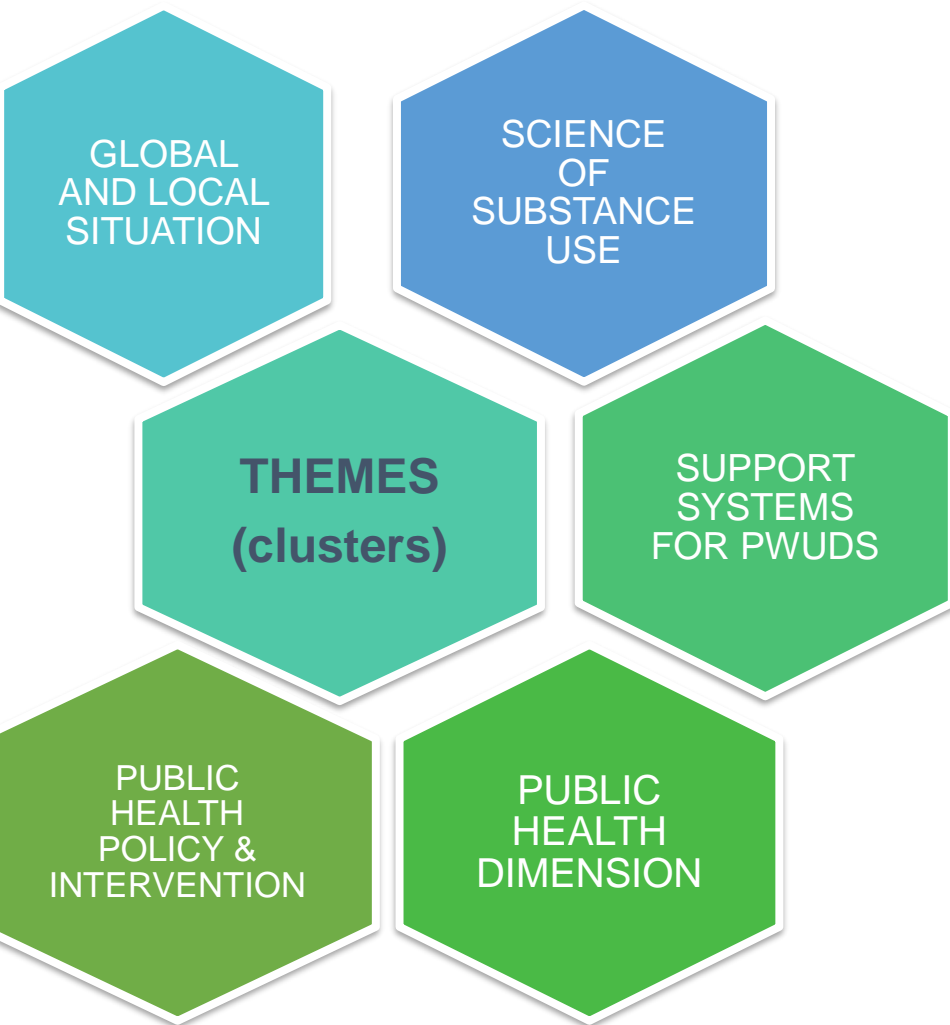 GLOBAL
AND LOCAL
SITUATION
SCIENCE
OF
SUBSTANCE
USE
THEMES
(clusters)
SUPPORT
SYSTEMS
FOR PWUDS
PUBLIC
HEALTH
POLICY &
INTERVENTION
PUBLIC
HEALTH
DIMENSION